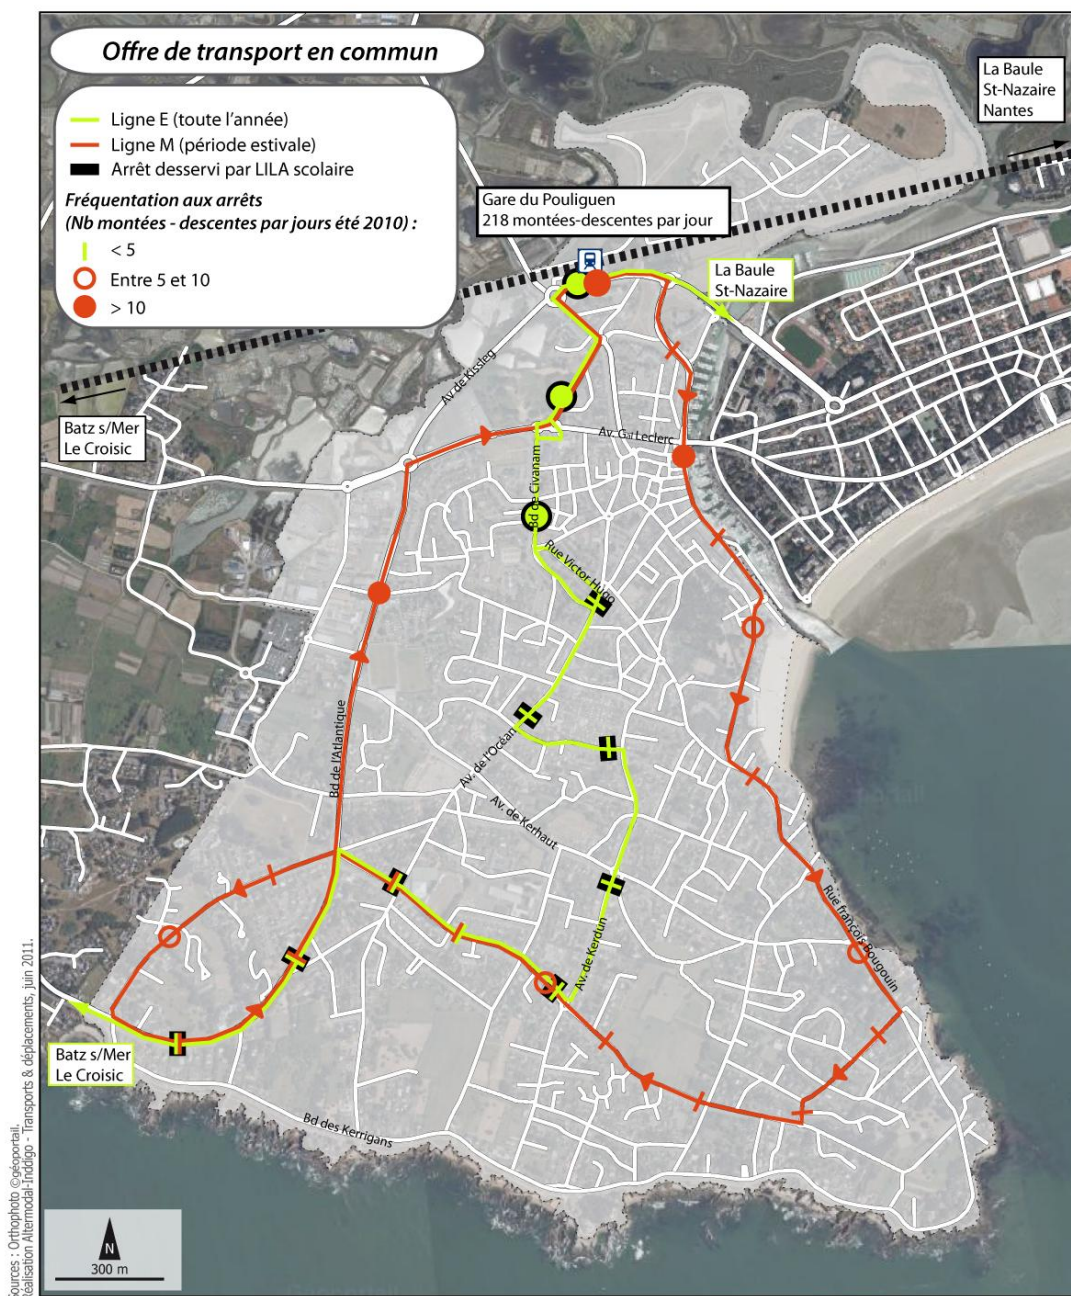 Offre de transport en commun
Ligne E (toute l'année)
Ligne M (période estivale)
Arrêt desservi par LILA scolaire
Fréquentation aux arrêts
(Nb montées - descentes par jours été 2010) :
< 5
Entre 5 et 10
> 10
La Baule
St-Nazaire
Nantes
Gare du Pouliguen
218 montées-descentes par jour
La Baule
St-Nazaire
Av de Kissleg
Batz s/Mer
Le Croisic
Av. Gal Leclerc
Bd de Civanam
Rue Victor Hugo
Bd de l'Atlantique
Av. de l'Océan
Av. de Kerhaut
Rue françois Bougouin
Av. de Kerdun
Batz s/Mer
Le Croisic
Bd des Kerrigans
N
300 m
Sources : Orthophoto ©géoportail.
Réalisation Altermodal-Inddigo - Transports & déplacements, juin 2011.